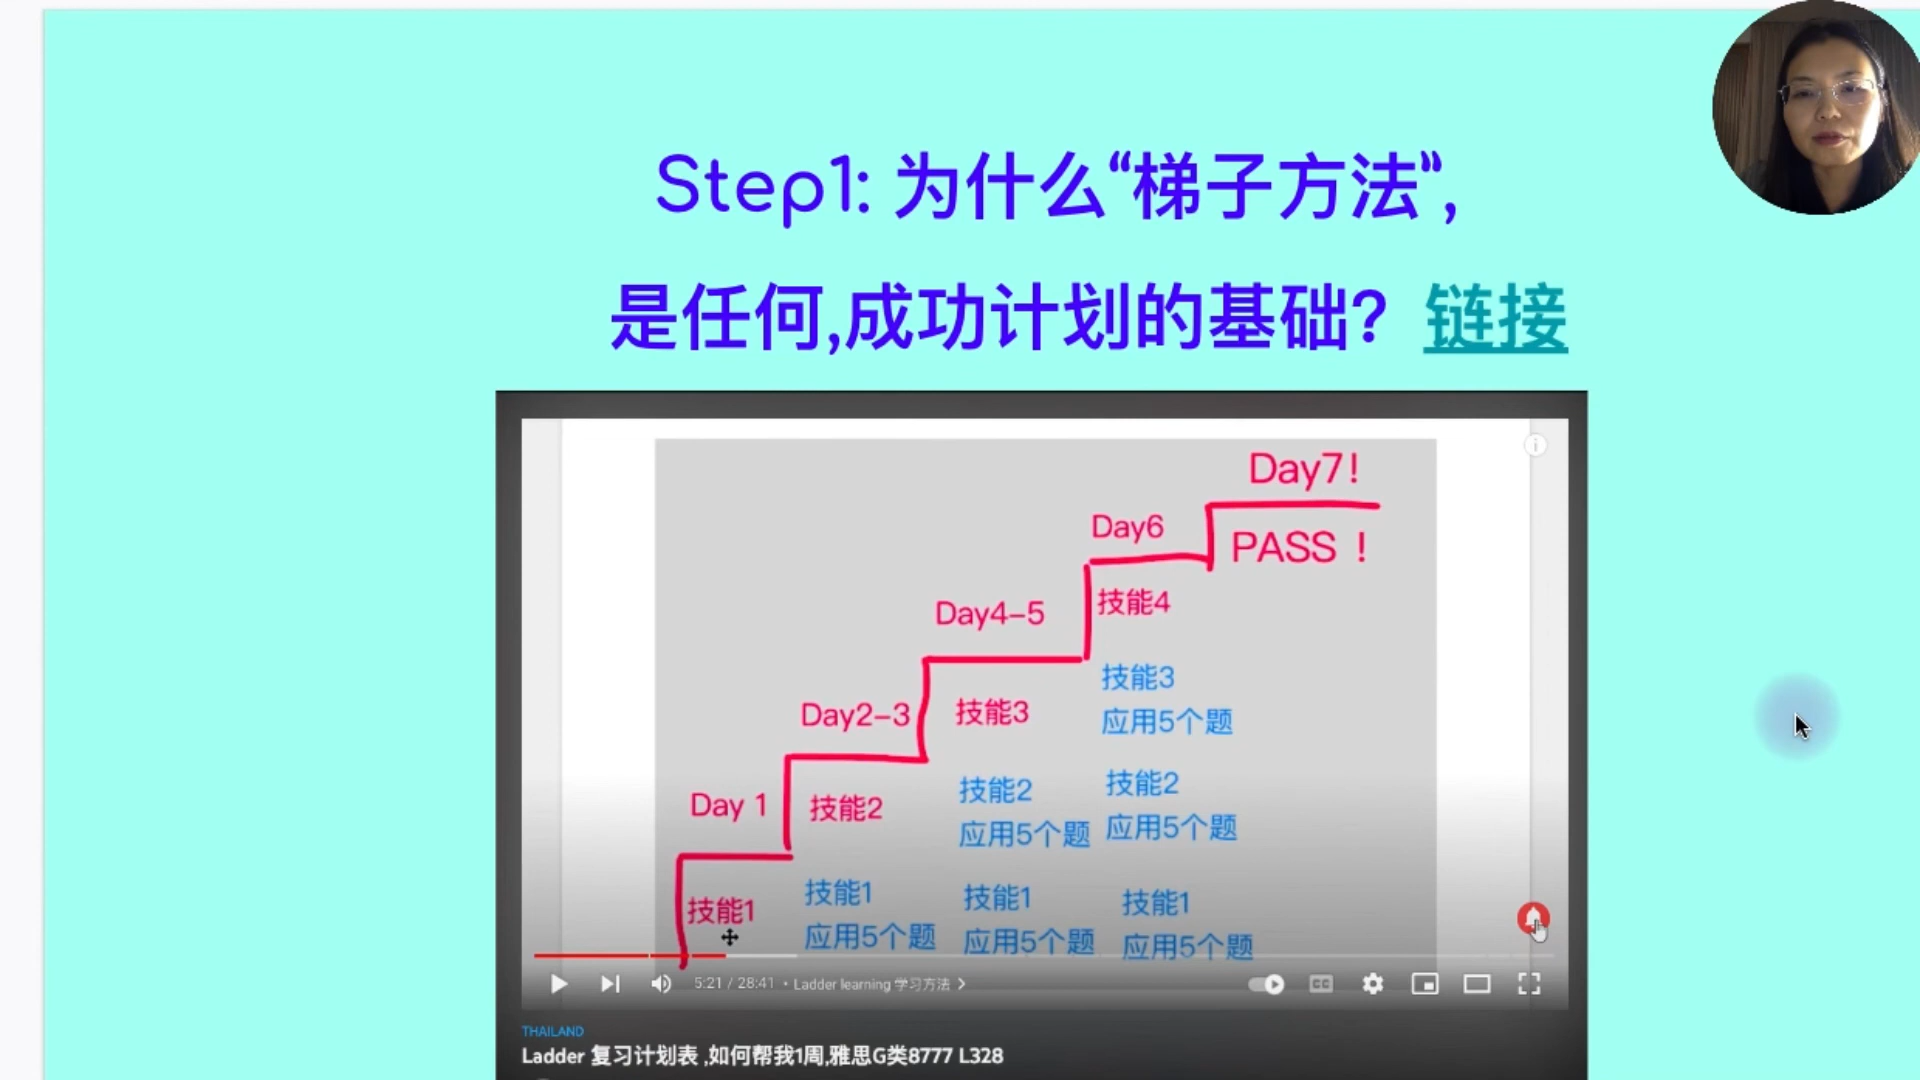 Step1: 为什么“梯子方法”,
是任何,成功计划的基础? 链接
Day7!
Day6
PASS !
Day4-5
技能4
技能3
应用5个题
Day2-3
技能3
技能2
应用5个题
技能2
应用5个题
Day 1
技能2
技能1
技能1
应用5个题
技能1
应用5个题
技能1
应用5个题
5:21 / 28:41 • Ladder learning 学习方法 >
CC
THAILAND
Ladder 复习计划表 ,如何帮我1周,雅思G类8777 L328